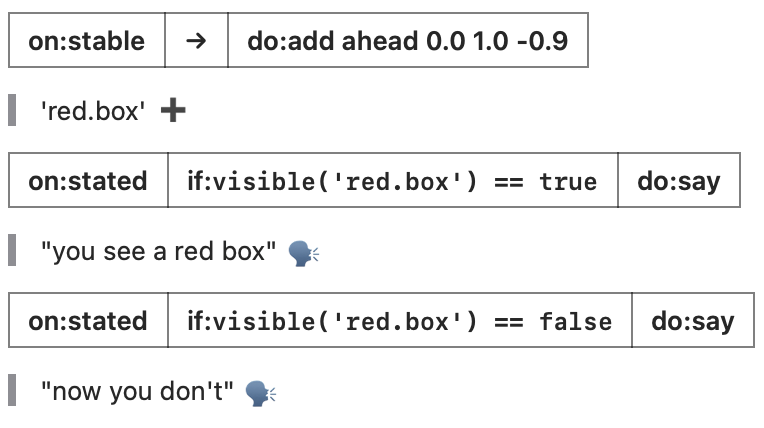 on:stable → do:add ahead 0.0 1.0 -0.9
'red.box' ➕
on:stated if:visible('red.box') == true do:say
"you see a red box" 🗣️
on:stated if:visible('red.box') == false do:say
"now you don't" 🗣️